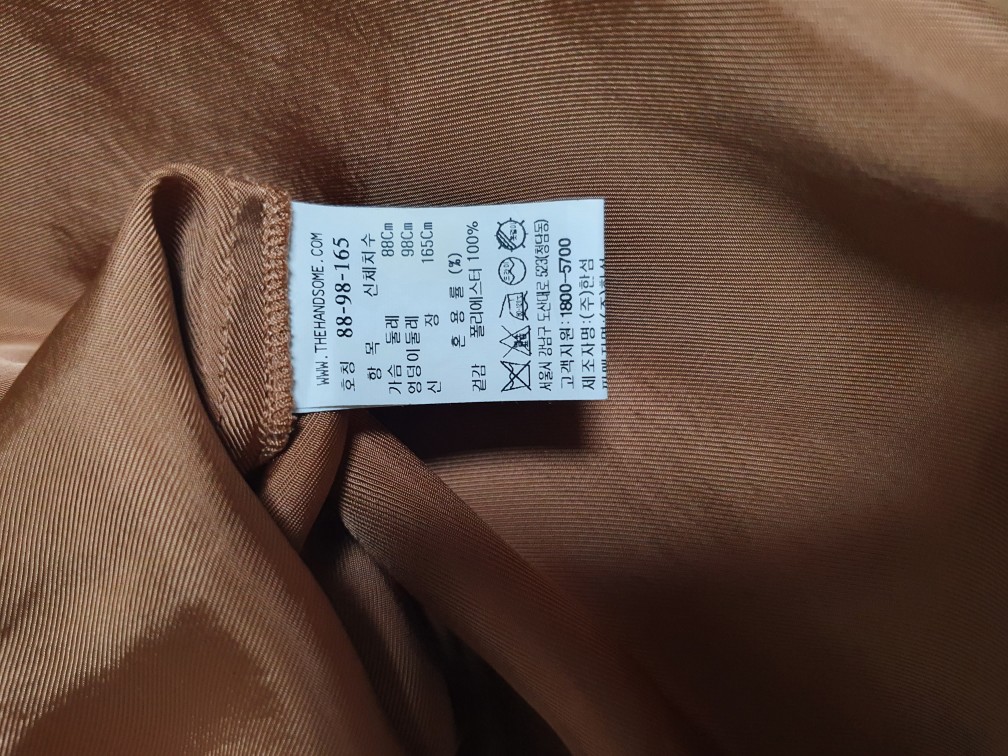 WWW.THEHANDSOME.COM
호칭 88-98-165
항 목 신체치수
가슴 둘레 88Cm
엉덩이둘레 98Cm
신 장 165Cm
혼 용 률 (%)
겉감 폴리에스터 100%
서울시 강남구 도산대로 523(청담동)
고객지원:1800-5700
제조자명:(주)한섬